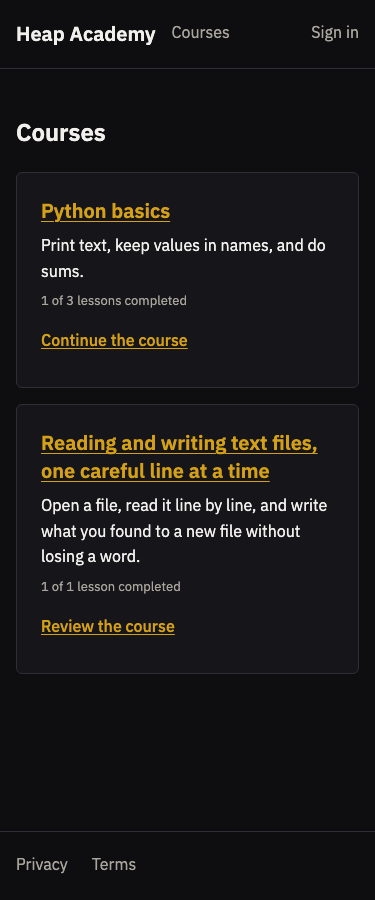 Heap Academy Courses Sign in
Courses
Python basics
Print text, keep values in names, and do
sums.
1 of 3 lessons completed
Continue the course
Reading and writing text files,
one careful line at a time
Open a file, read it line by line, and write
what you found to a new file without
losing a word.
1 of 1 lesson completed
Review the course
Privacy Terms